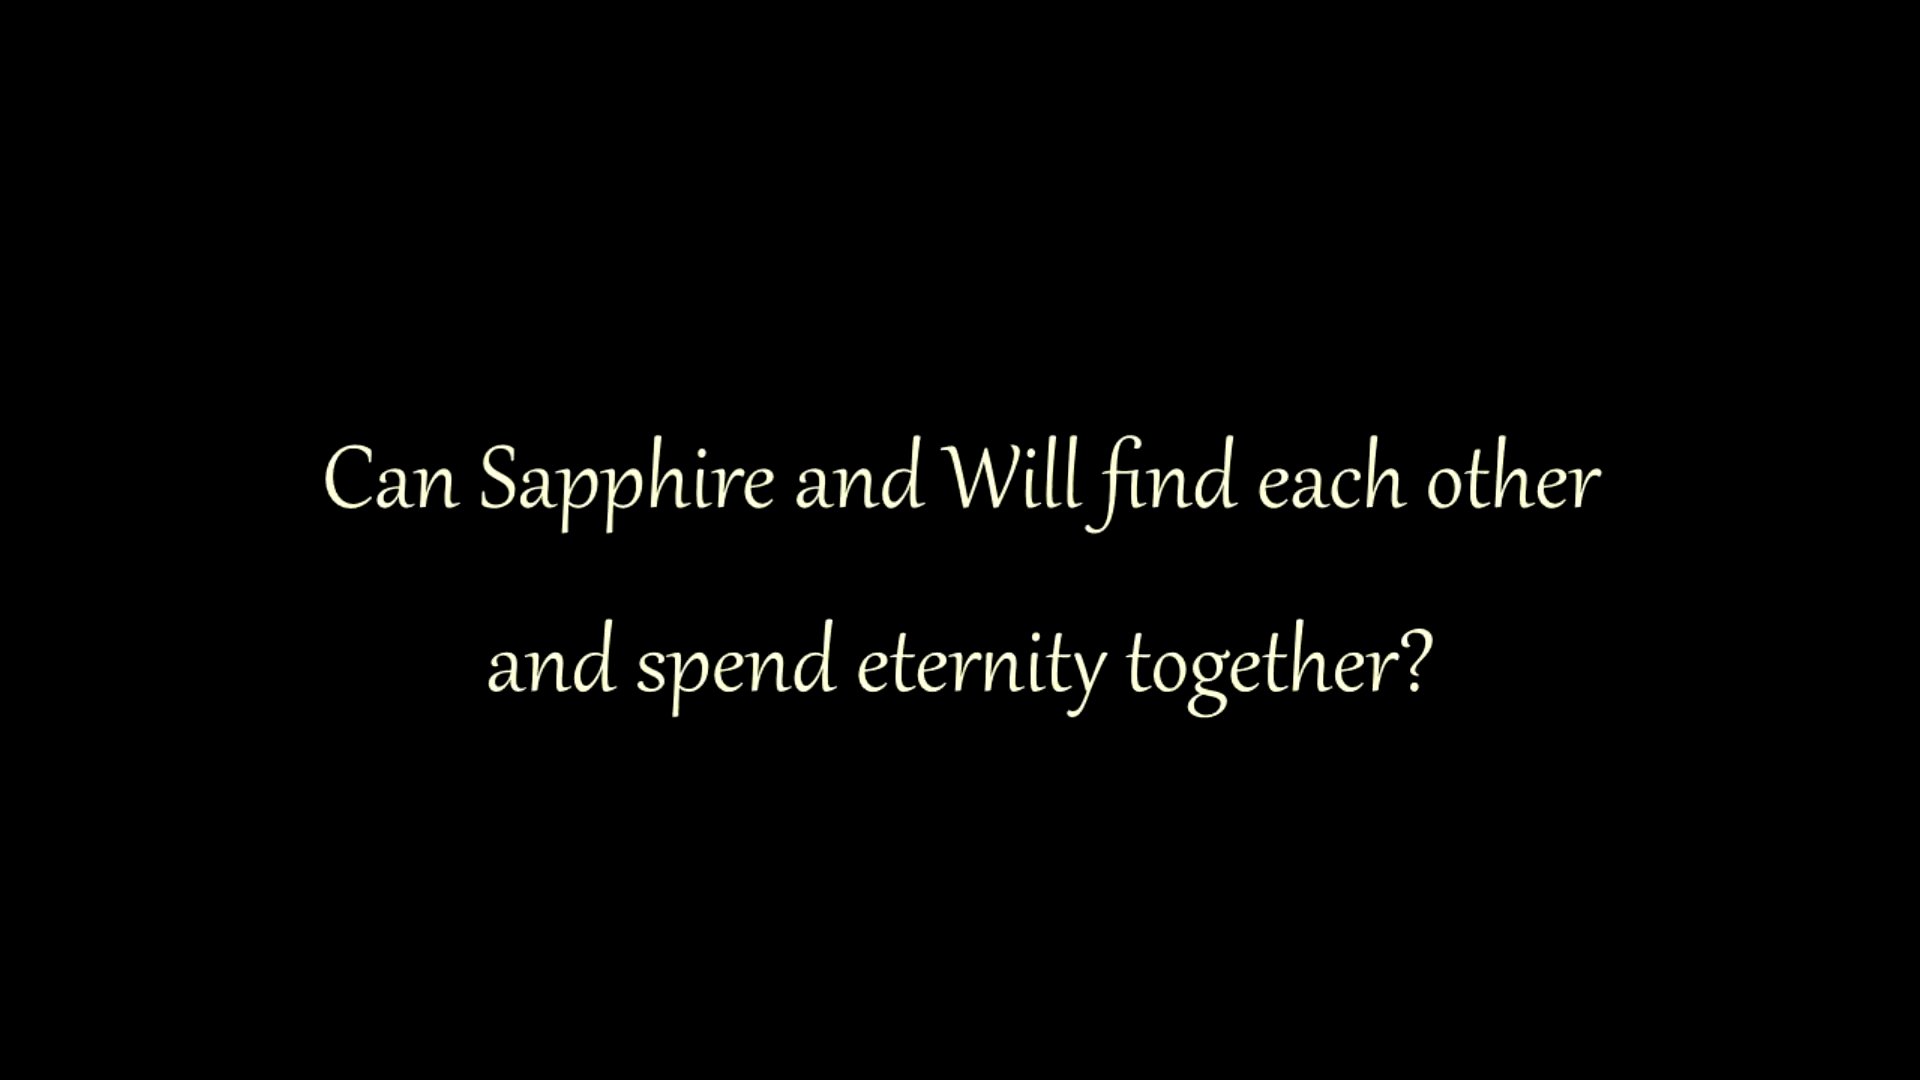 Can Sapphire and Will find each other
and spend eternity together?